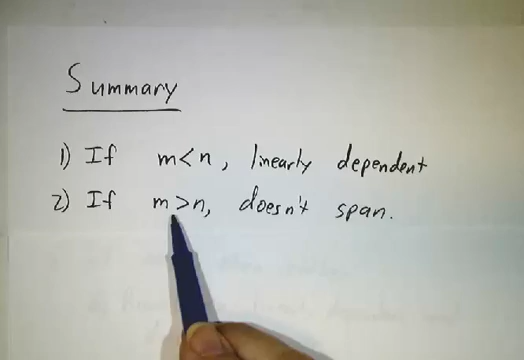 Summary
1) If m<n, linearly dependent
2) If m>n, doesn't span.